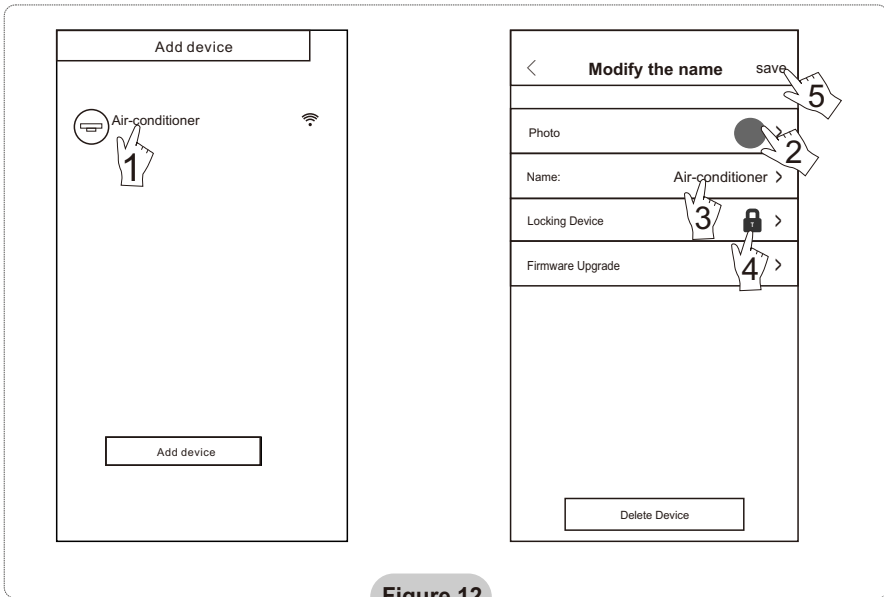 Add device
Air-conditioner
1
Add device
Modify the name save
5
Photo
2
Name: Air-conditioner
3
Locking Device
4
Firmware Upgrade
Delete Device
Figure 12